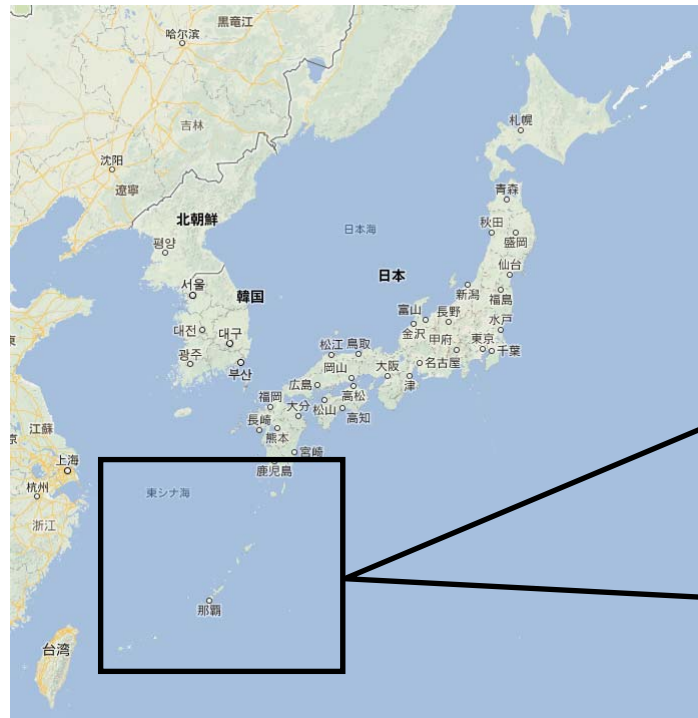 黒竜江
哈尔滨
札幌
吉林
沈阳
遼寧
青森
北朝鮮
秋田
盛岡
日本海
평양
仙台
日本
서울
新潟
福島
韓国
富山
長野
水戸
대전
金沢
甲府
東京
대구
千葉
松江
鳥取
광주
부산
岡山
大阪
津
名古屋
広島
高松
福岡
大分
松山
高知
江蘇
長崎
熊本
上海
宮崎
鹿児島
杭州
東シナ海
浙江
那覇
台湾